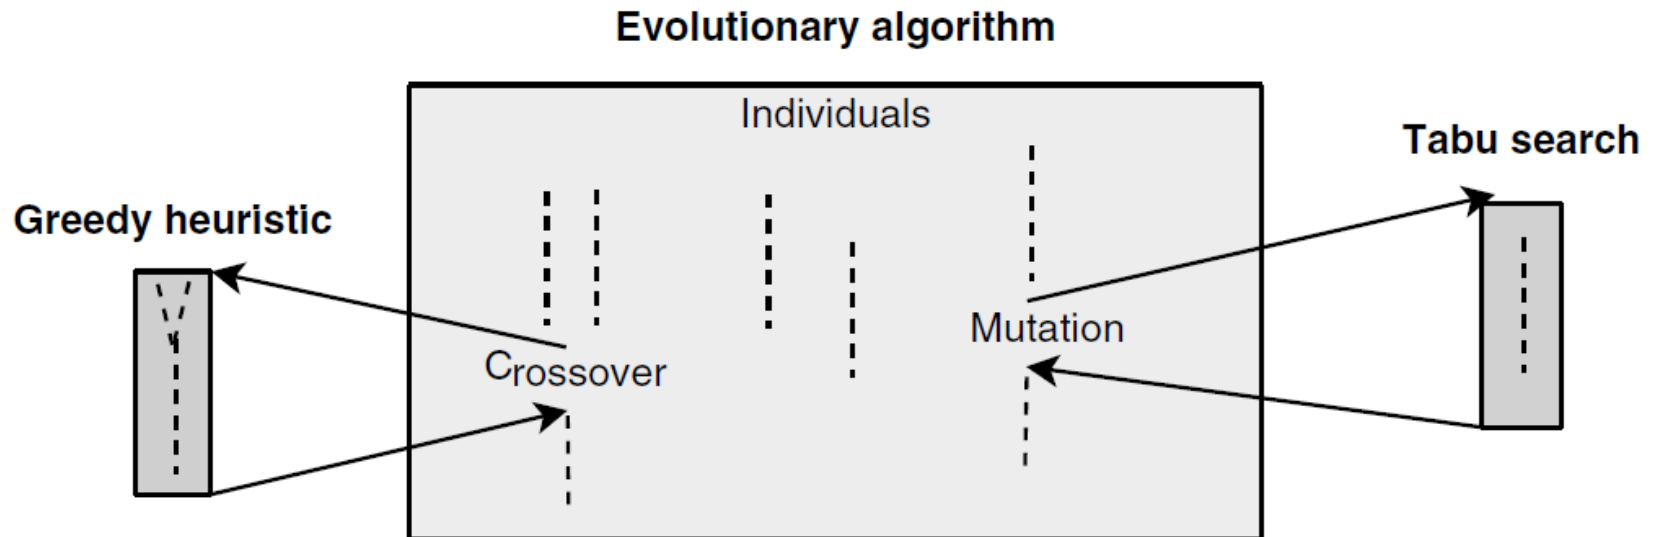 Evolutionary algorithm
Individuals
Tabu search
Greedy heuristic
Mutation
Crossover